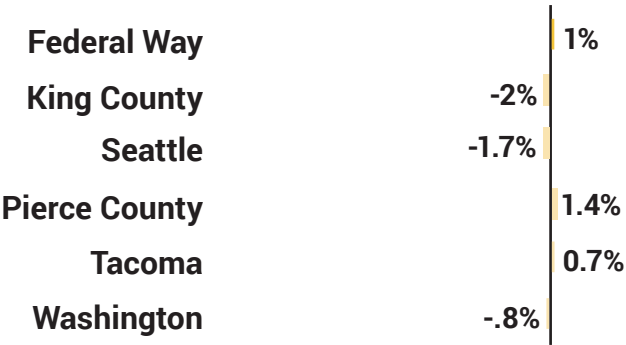 Federal Way 1%
King County -2%
Seattle -1.7%
Pierce County 1.4%
Tacoma 0.7%
Washington -.8%